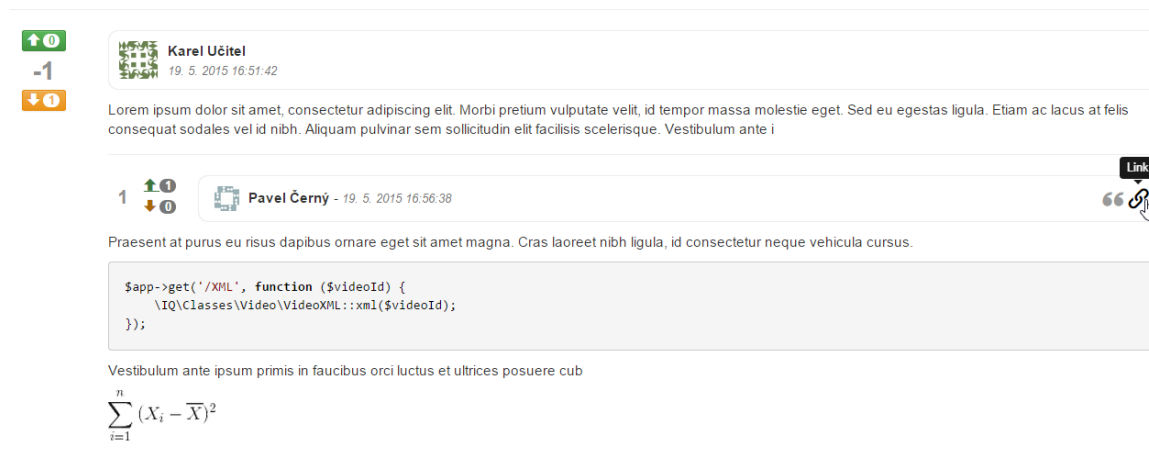 0
-1
1
Karel Učitel
19. 5. 2015 16:51:42
Lorem ipsum dolor sit amet, consectetur adipiscing elit. Morbi pretium vulputate velit, id tempor massa molestie eget. Sed eu egestas ligula. Etiam ac lacus at felis
consequat sodales vel id nibh. Aliquam pulvinar sem sollicitudin elit facilisis scelerisque. Vestibulum ante i
Link
1
1
0
Pavel Černý - 19. 5. 2015 16:56:38
Praesent at purus eu risus dapibus ornare eget sit amet magna. Cras laoreet nibh ligula, id consectetur neque vehicula cursus.
$app->get('/XML', function ($videoId) {
    \IQ\Classes\Video\VideoXML::xml($videoId);
});
Vestibulum ante ipsum primis in faucibus orci luctus et ultrices posuere cub
n
∑ (Xᵢ − X̅)²
i=1